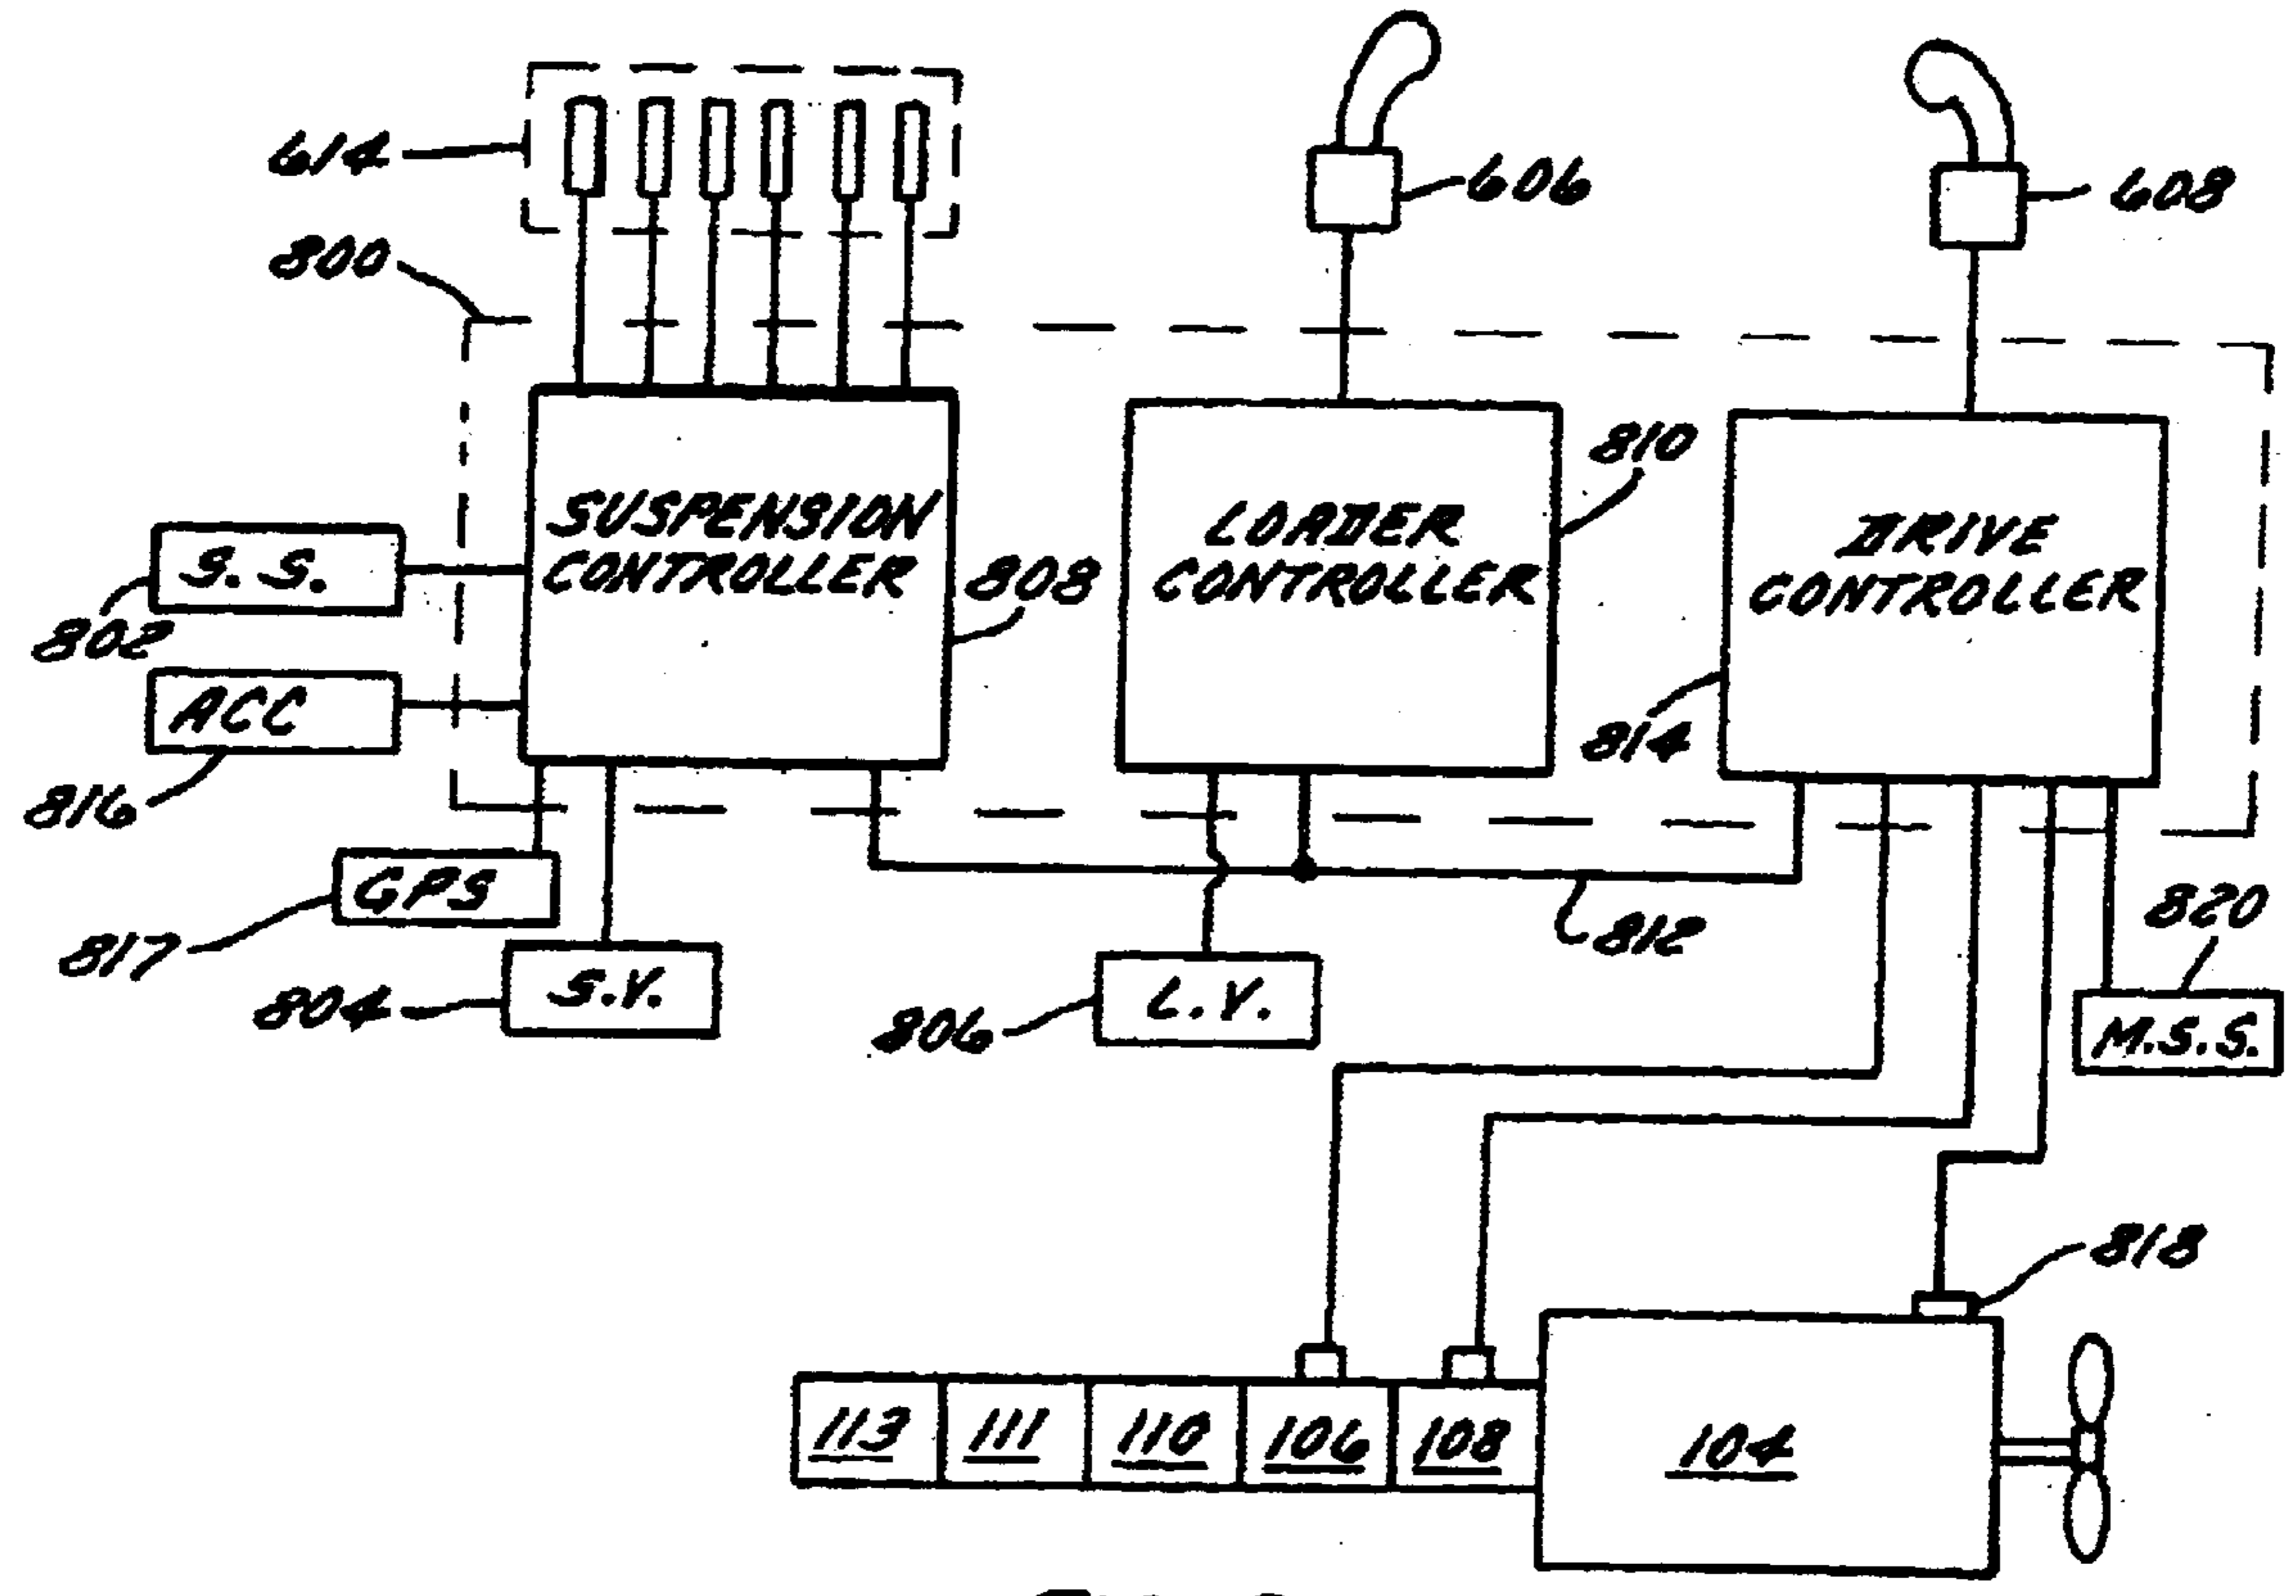 614
606
608
800
810
SUSPENSION
CONTROLLER
LOADER
CONTROLLER
DRIVE
CONTROLLER
S.S.
808
802
ACC
814
816
GPS
820
817
812
S.V.
L.V.
804
806
M.S.S.
818
113
111
110
106
108
104